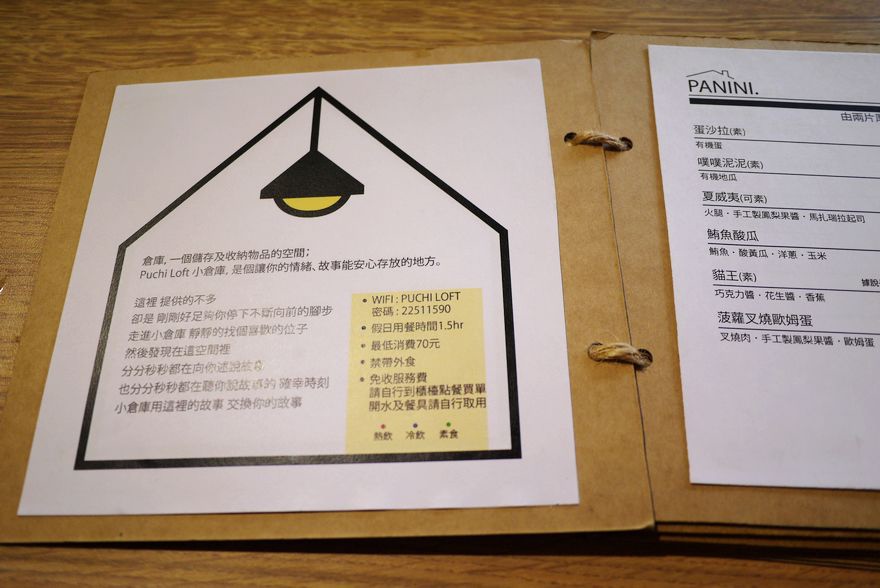 倉庫, 一個儲存及收納物品的空間;
Puchi Loft 小倉庫, 是個讓你的情緒、故事能安心存放的地方。
這裡 提供的不多
卻是 剛剛好足夠你停下不斷向前的腳步
走進小倉庫 靜靜的找個喜歡的位子
然後發現在這空間裡
分分秒秒都在向你述說故事
也分分秒秒都在聽你說故事的 確幸時刻
小倉庫用這裡的故事 交換你的故事
• WIFI : PUCHI LOFT
密碼 : 22511590
• 假日用餐時間1.5hr
• 最低消費70元
• 禁帶外食
• 免收服務費
請自行到櫃檯點餐買單
開水及餐具請自行取用
熱飲 冷飲 素食
PANINI.
由兩片
蛋沙拉(素)
有機蛋
噗噗泥泥(素)
有機地瓜
夏威夷(可素)
火腿・手工製鳳梨果醬・馬扎瑞拉起司
鮪魚酸瓜
鮪魚・酸黃瓜・洋蔥・玉米
貓王(素)
據說
巧克力醬・花生醬・香蕉
菠蘿叉燒歐姆蛋
叉燒肉・手工製鳳梨果醬・歐姆蛋